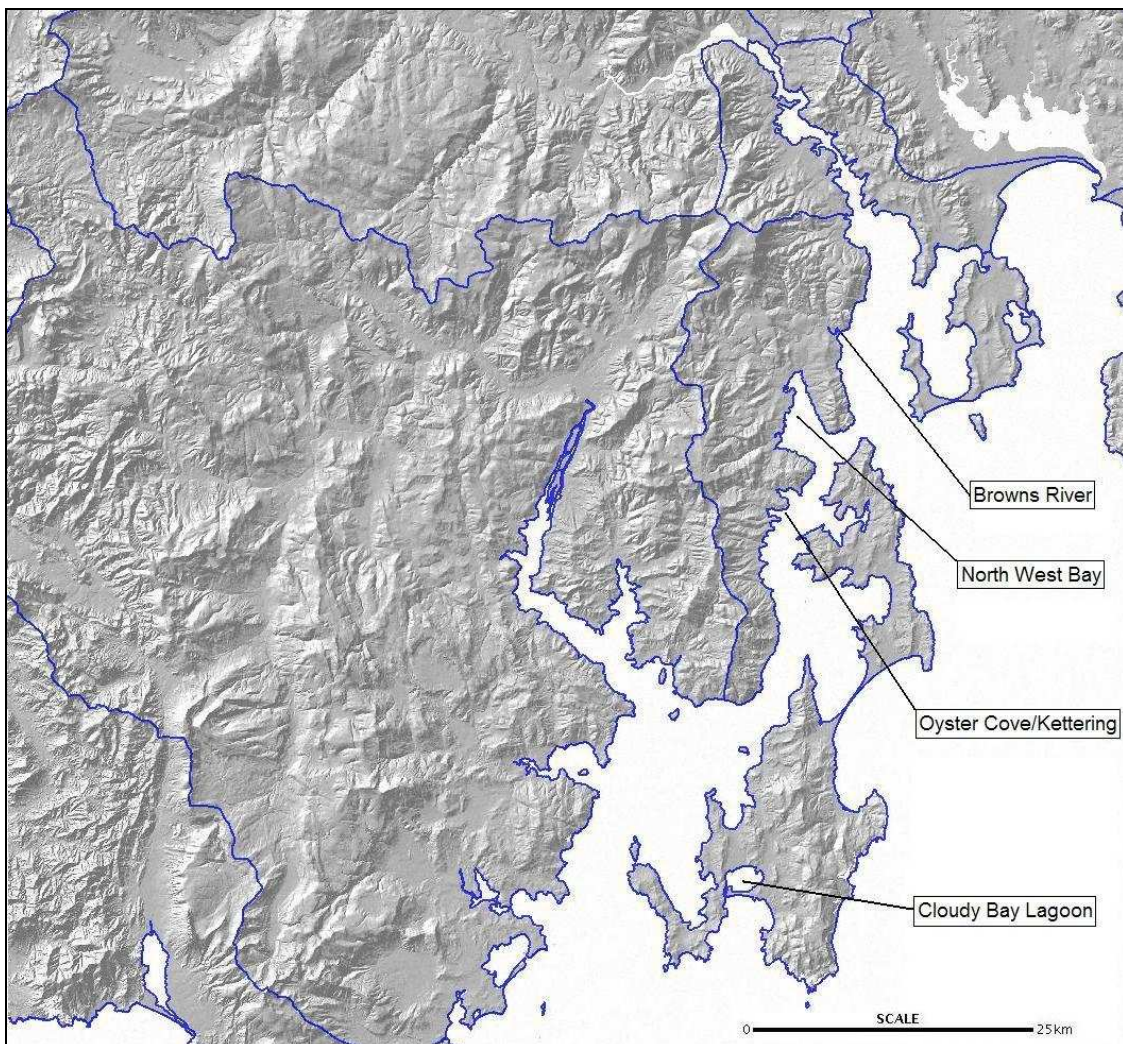 Browns River
North West Bay
Oyster Cove/Kettering
Cloudy Bay Lagoon
SCALE
0 25km